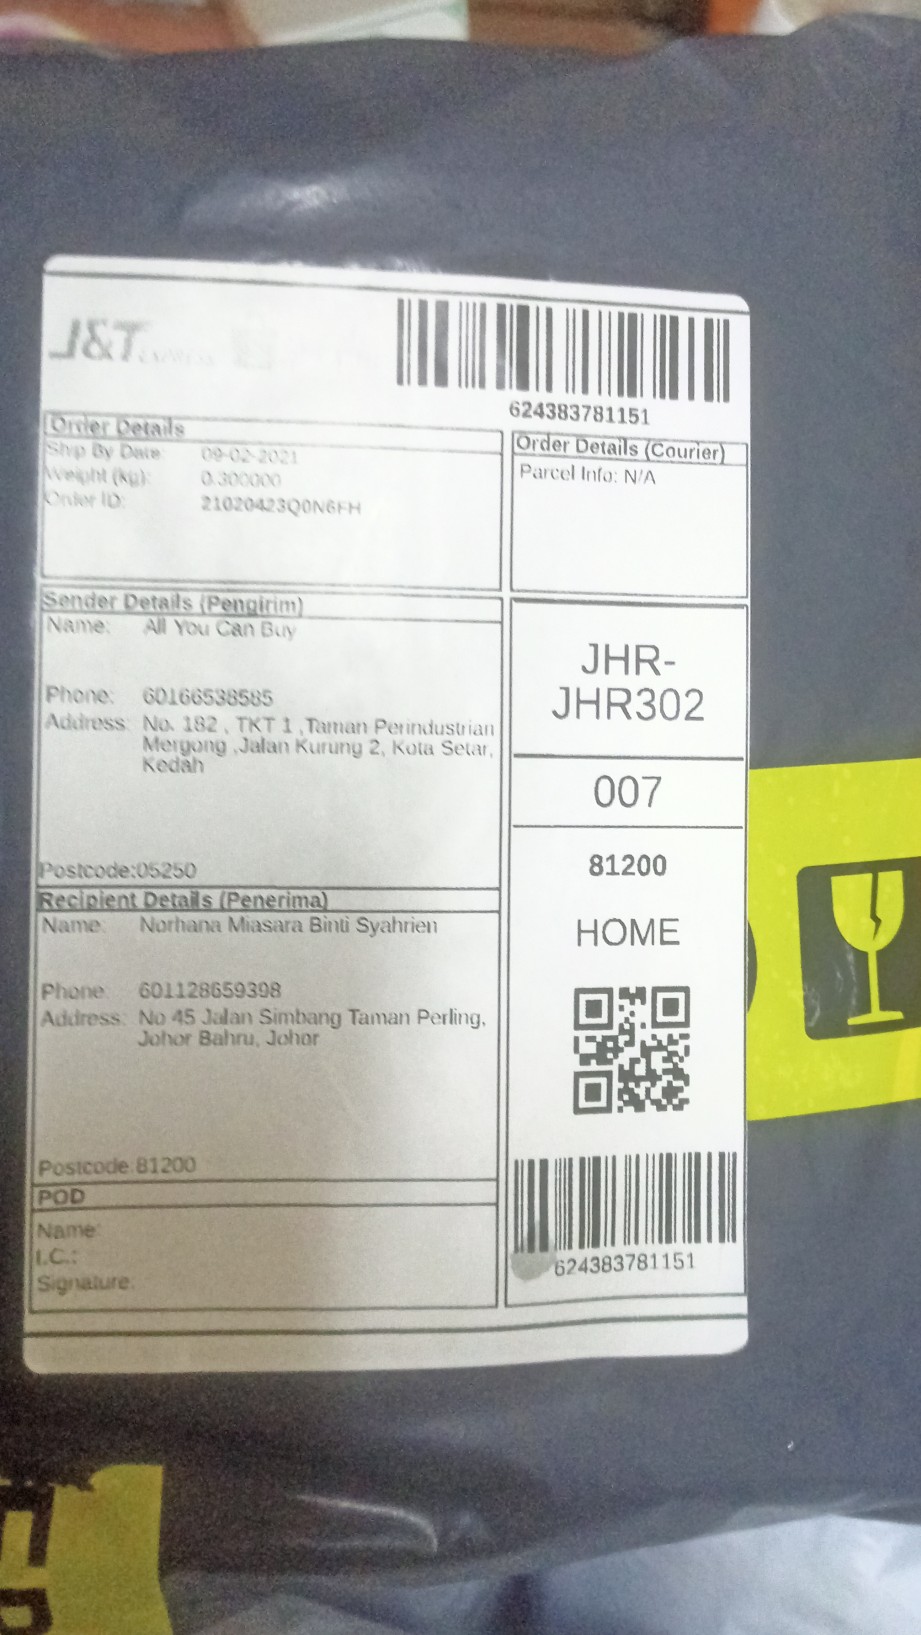 J&T EXPRESS
624383781151
Order Details
Ship By Date: 09-02-2021
Weight (kg): 0.300000
Order ID: 21020423Q0N6FH
Order Details (Courier)
Parcel Info: N/A
Sender Details (Pengirim)
Name: All You Can Buy
Phone: 60166538585
Address: No. 182 , TKT 1 ,Taman Perindustrian
Mergong ,Jalan Kurung 2, Kota Setar,
Kedah
Postcode:05250
JHR-
JHR302
007
81200
HOME
Recipient Details (Penerima)
Name: Norhana Miasara Binti Syahrien
Phone: 601128659398
Address: No 45 Jalan Simbang Taman Perling,
Johor Bahru, Johor
Postcode:81200
POD
Name:
I.C.:
Signature:
624383781151